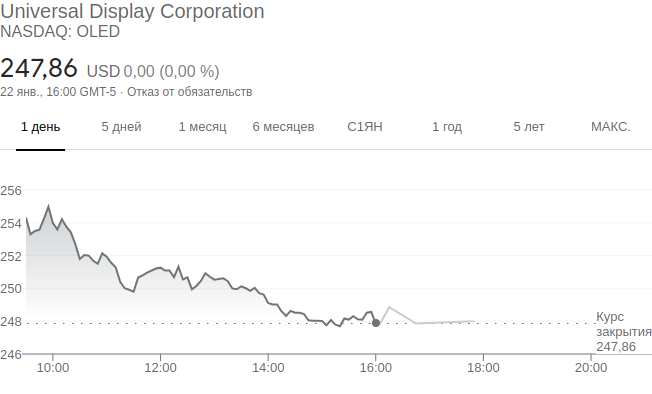 Universal Display Corporation
NASDAQ: OLED
247,86 USD 0,00 (0,00 %)
22 янв., 16:00 GMT-5 · Отказ от обязательств
1 день 5 дней 1 месяц 6 месяцев С1ЯН 1 год 5 лет МАКС.
256
254
252
250
248
246
Курс
закрытия
247,86
10:00 12:00 14:00 16:00 18:00 20:00